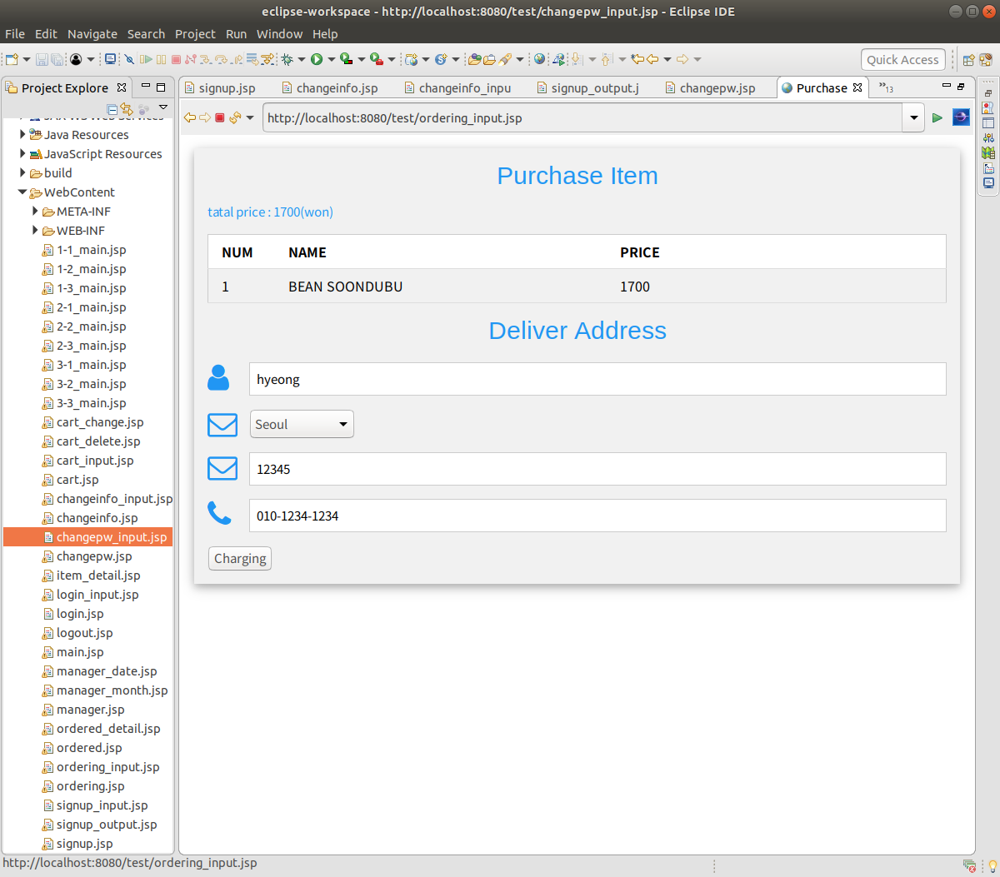 eclipse-workspace - http://localhost:8080/test/changepw_input.jsp - Eclipse IDE
File Edit Navigate Search Project Run Window Help
Quick Access
Project Explore
signup.jsp changeinfo.jsp changeinfo_inpu signup_output.j changepw.jsp Purchase »13
http://localhost:8080/test/ordering_input.jsp
Java Resources
JavaScript Resources
build
WebContent
META-INF
WEB-INF
1-1_main.jsp
1-2_main.jsp
1-3_main.jsp
2-1_main.jsp
2-2_main.jsp
2-3_main.jsp
3-1_main.jsp
3-2_main.jsp
3-3_main.jsp
cart_change.jsp
cart_delete.jsp
cart_input.jsp
cart.jsp
changeinfo_input.jsp
changeinfo.jsp
changepw_input.jsp
changepw.jsp
item_detail.jsp
login_input.jsp
login.jsp
logout.jsp
main.jsp
manager_date.jsp
manager_month.jsp
manager.jsp
ordered_detail.jsp
ordered.jsp
ordering_input.jsp
ordering.jsp
signup_input.jsp
signup_output.jsp
signup.jsp
Purchase Item
tatal price : 1700(won)
NUM NAME PRICE
1 BEAN SOONDUBU 1700
Deliver Address
hyeong
Seoul
12345
010-1234-1234
Charging
http://localhost:8080/test/ordering_input.jsp